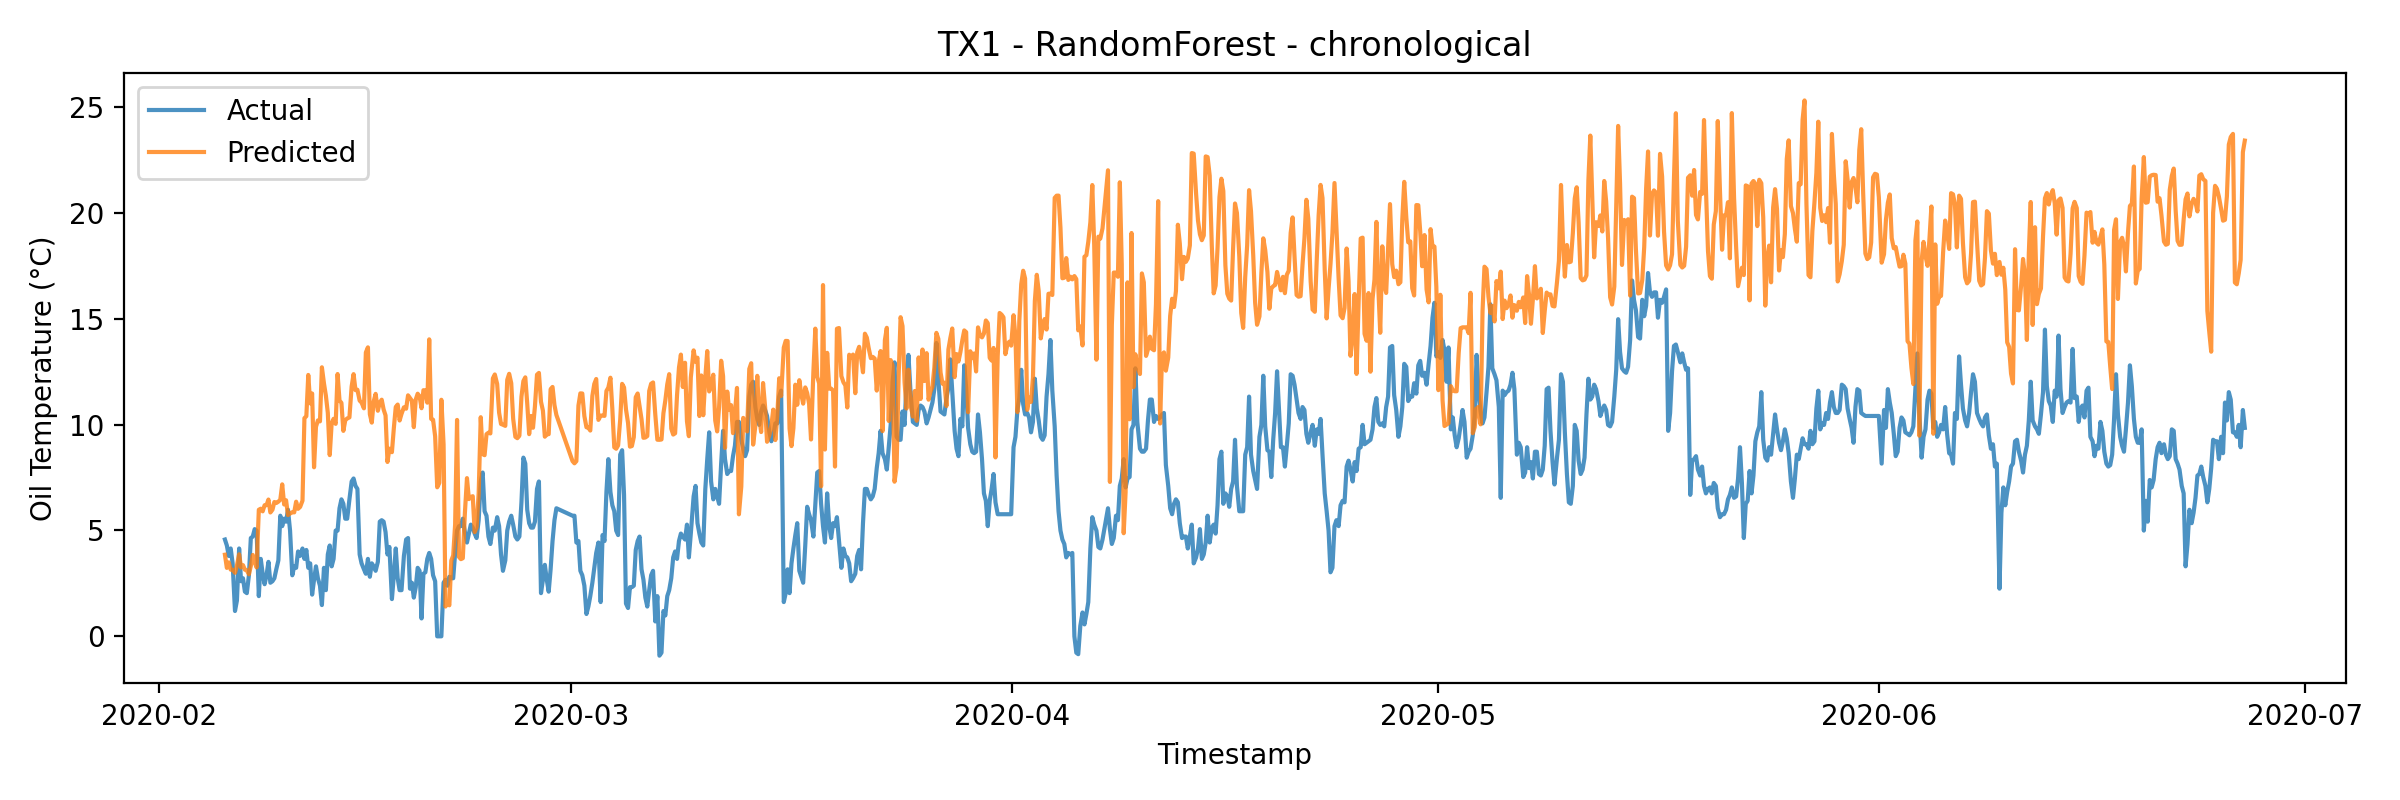 TX1 - RandomForest - chronological
Actual
Predicted
Oil Temperature (°C)
25
20
15
10
5
0
2020-02
2020-03
2020-04
2020-05
2020-06
2020-07
Timestamp